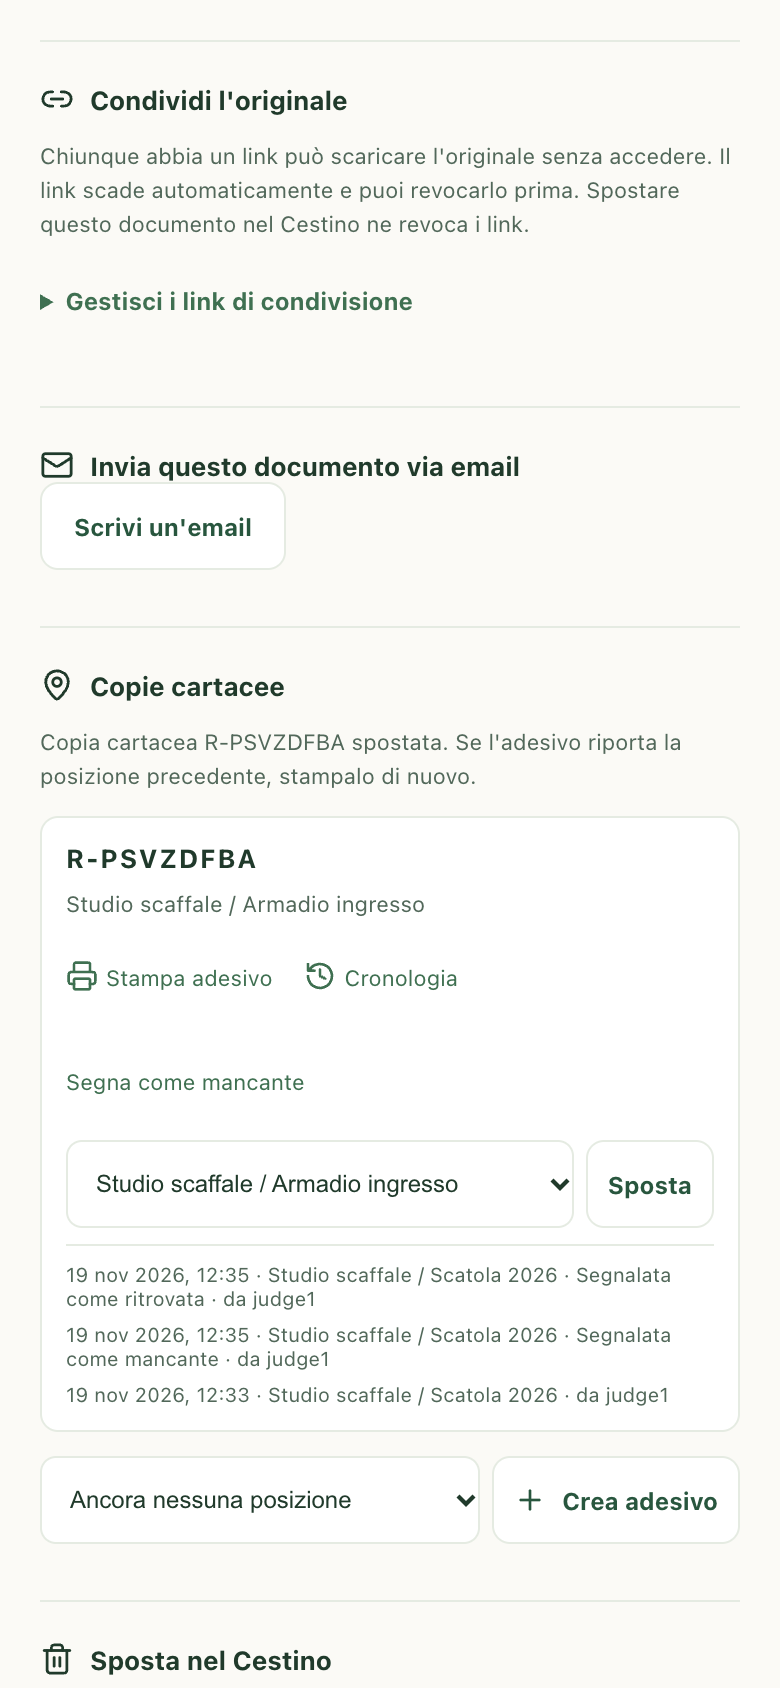 Condividi l'originale
Chiunque abbia un link può scaricare l'originale senza accedere. Il
link scade automaticamente e puoi revocarlo prima. Spostare
questo documento nel Cestino ne revoca i link.
Gestisci i link di condivisione
Invia questo documento via email
Scrivi un'email
Copie cartacee
Copia cartacea R-PSVZDFBA spostata. Se l'adesivo riporta la
posizione precedente, stampalo di nuovo.
R-PSVZDFBA
Studio scaffale / Armadio ingresso
Stampa adesivo Cronologia
Segna come mancante
Studio scaffale / Armadio ingresso Sposta
19 nov 2026, 12:35 · Studio scaffale / Scatola 2026 · Segnalata
come ritrovata · da judge1
19 nov 2026, 12:35 · Studio scaffale / Scatola 2026 · Segnalata
come mancante · da judge1
19 nov 2026, 12:33 · Studio scaffale / Scatola 2026 · da judge1
Ancora nessuna posizione + Crea adesivo
Sposta nel Cestino